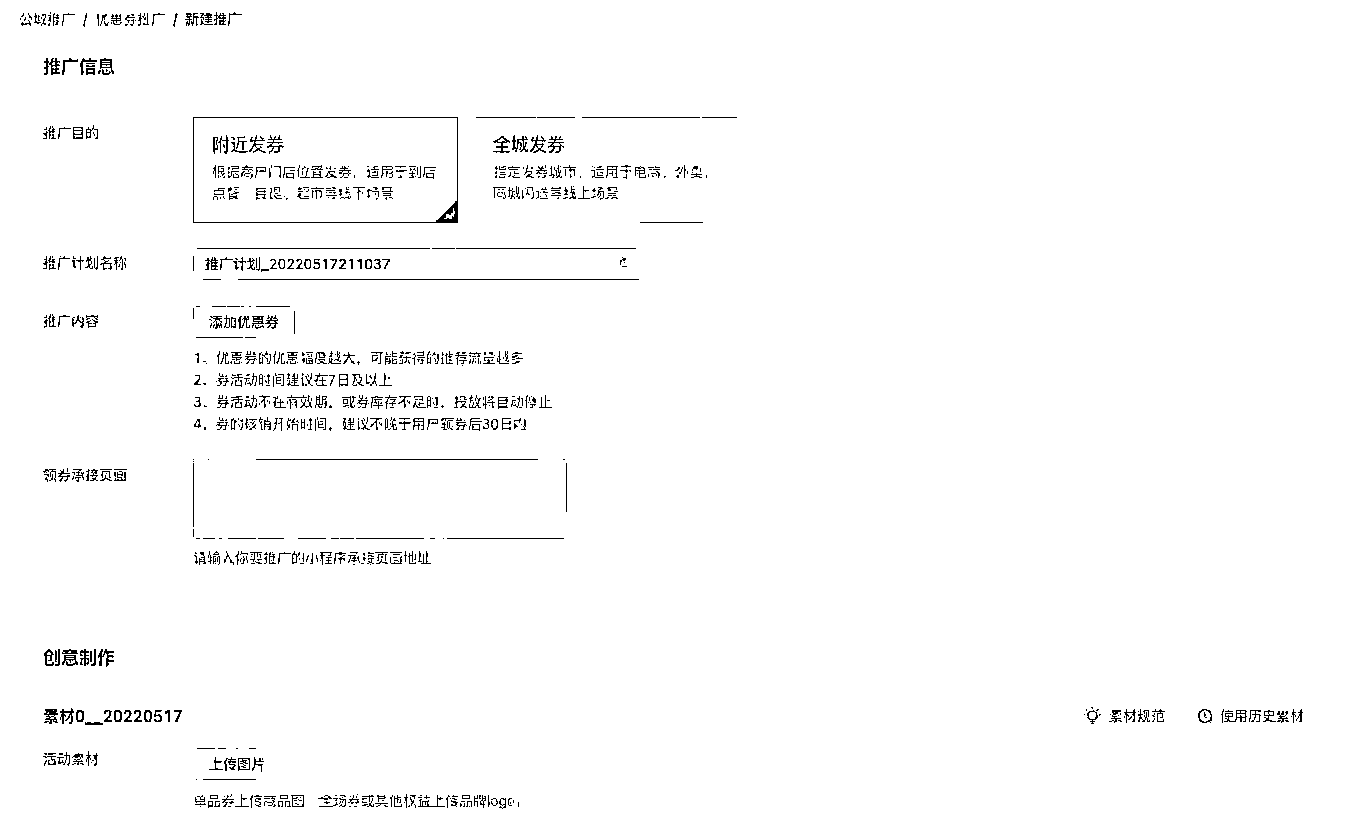 公域推广 / 优惠券推广 / 新建推广
推广信息
推广目的
附近发券
根据商户门店位置发券，适用于到店
点餐、自提、超市等线下场景
全城发券
指定发券城市，适用于电商、外卖、
同城内送等线上场景
推广计划名称
推广计划_20220517211037
推广内容
添加优惠券
1、优惠券的优惠幅度越大，可能获得的推荐流量越多
2、券活动时间建议在7日及以上
3、券活动不在有效期，或券库存不足时，投放将自动停止
4、券的核销开始时间，建议不晚于用户领券后30日内
领券承接页面
请输入你要推广的小程序承接页面地址
创意制作
素材0__20220517
素材规范
使用历史素材
活动素材
上传图片
单品券上传商品图，全场券或其他权益上传品牌logo，